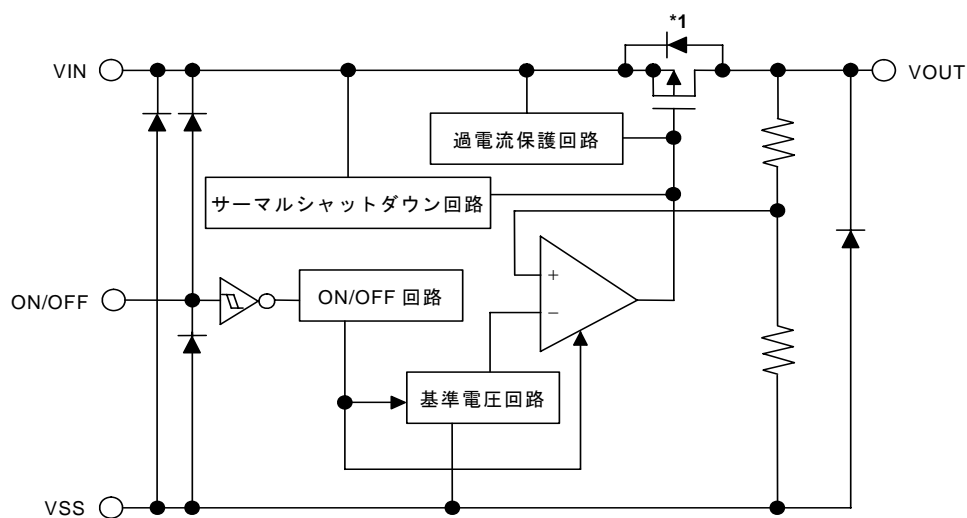 *1
VIN
VOUT
過電流保護回路
サーマルシャットダウン回路
+
ON/OFF
ON/OFF 回路
−
基準電圧回路
VSS